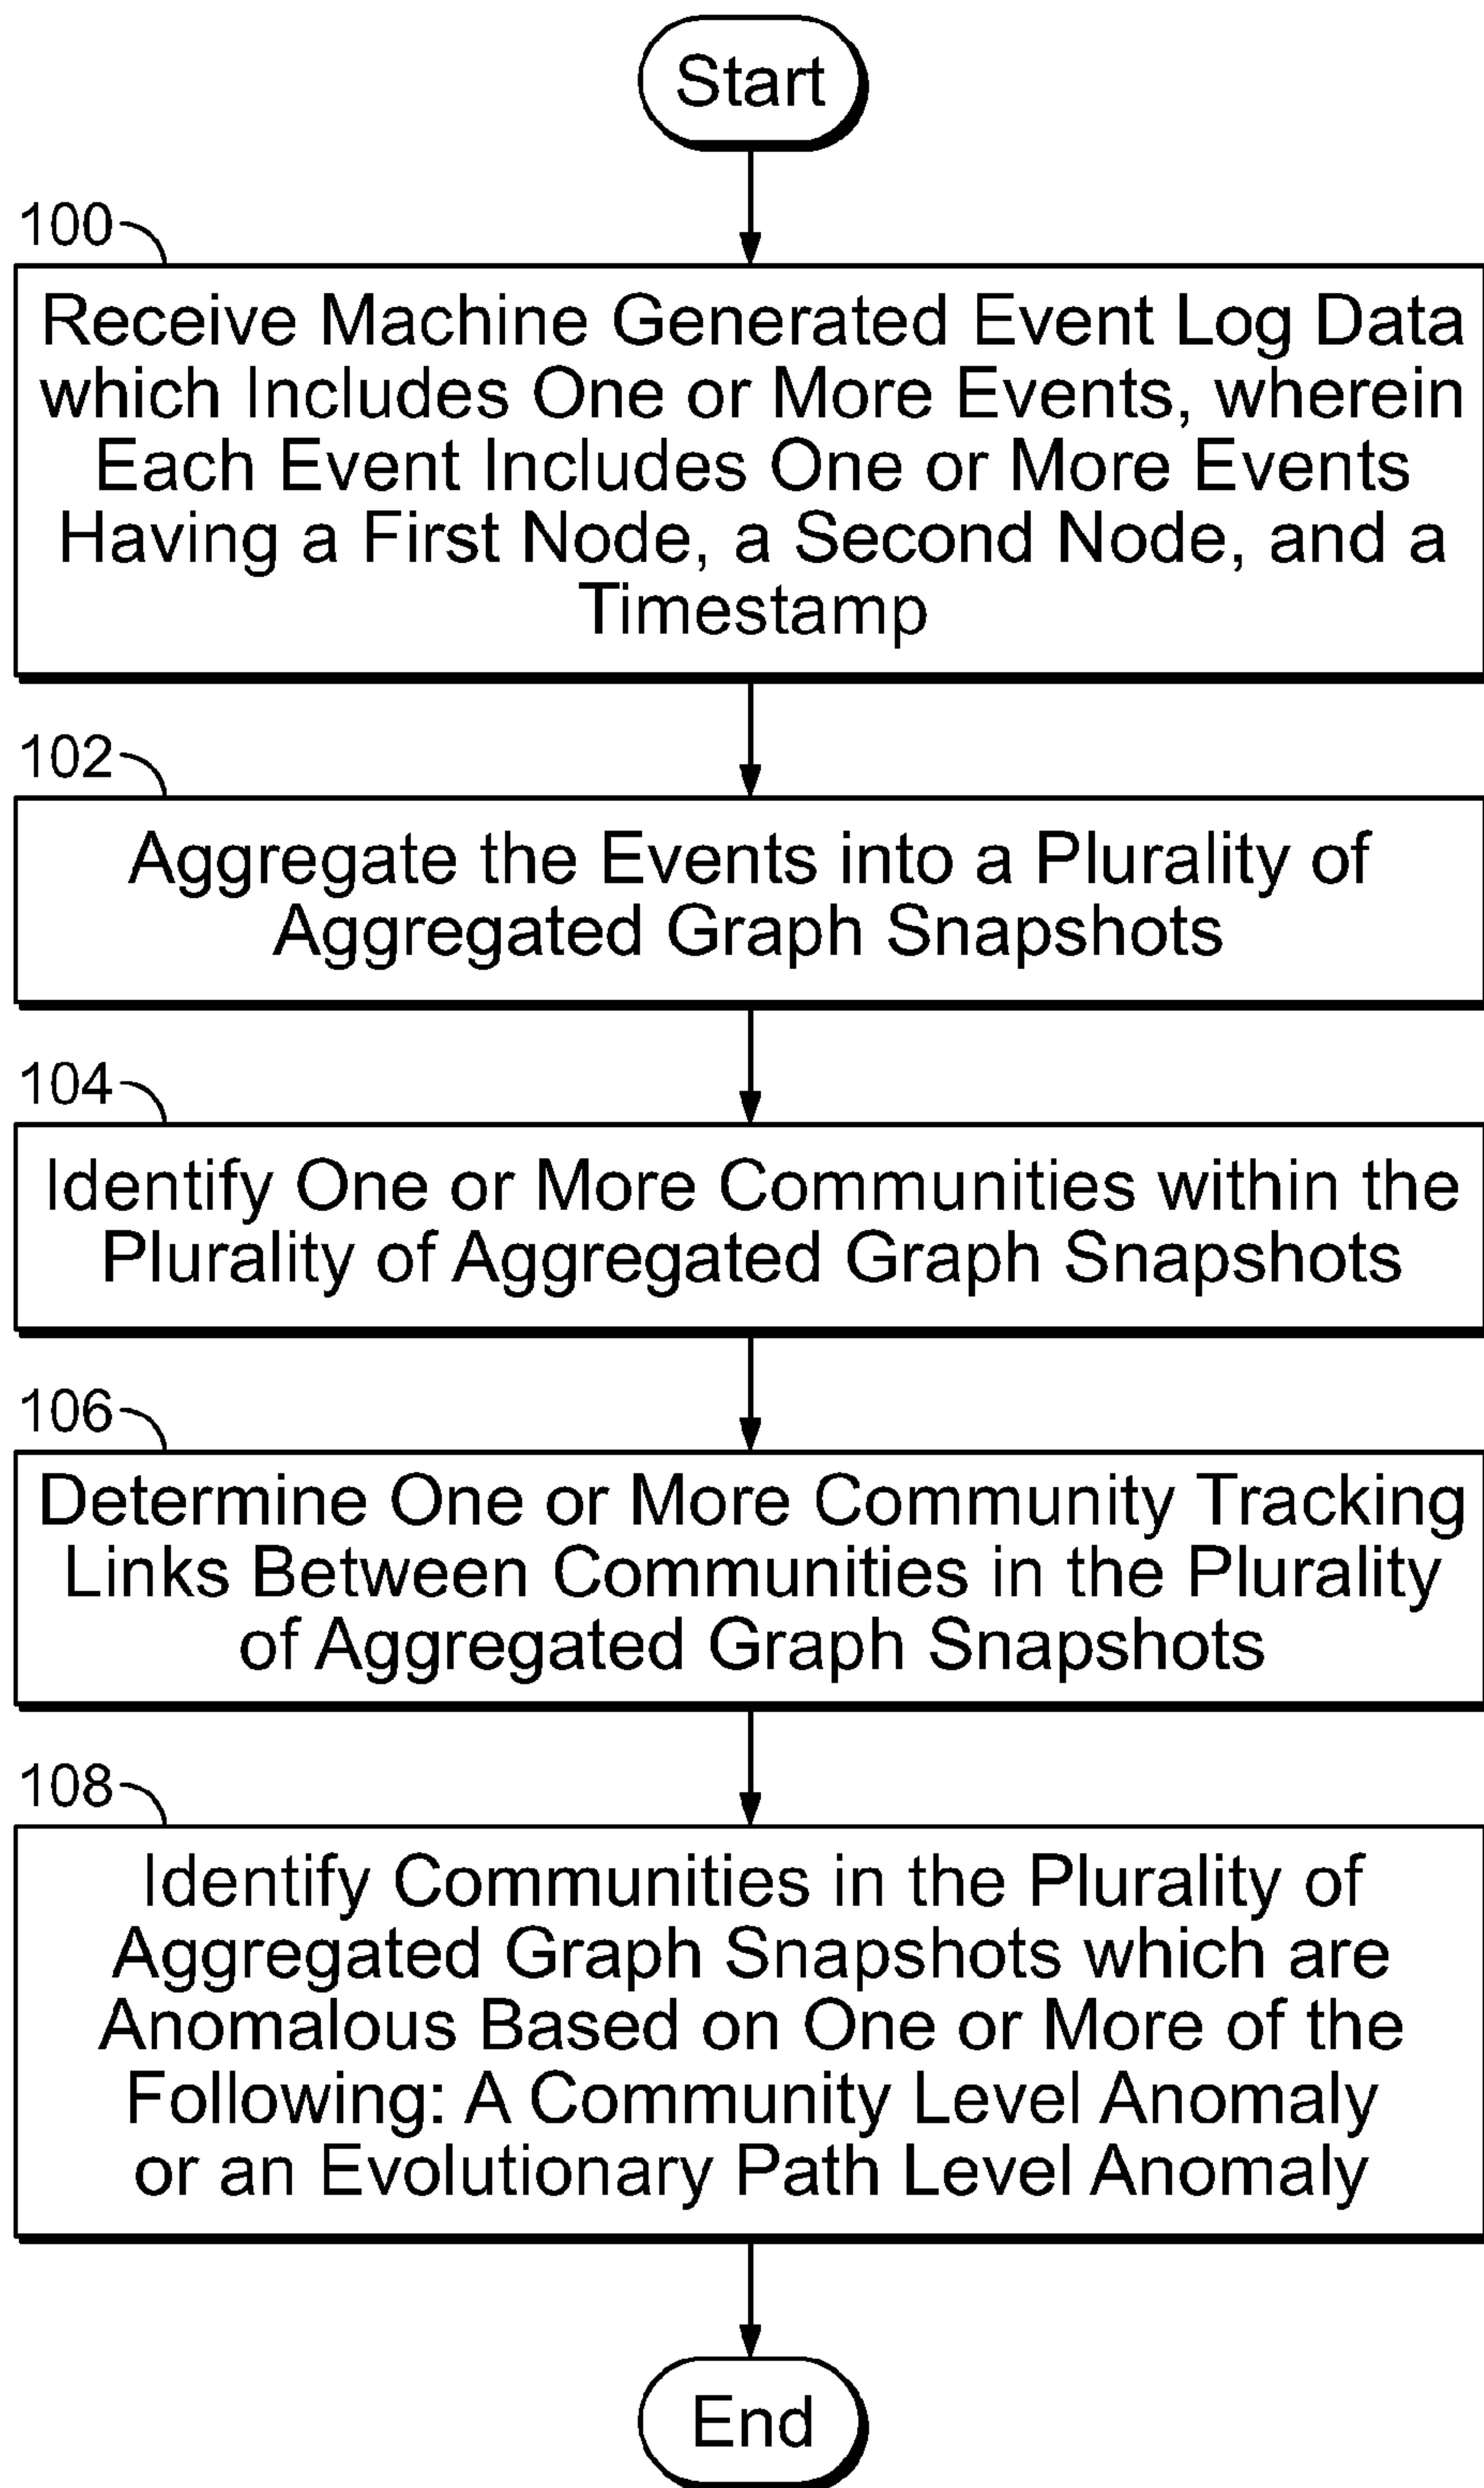 Start
100
Receive Machine Generated Event Log Data
which Includes One or More Events, wherein
Each Event Includes One or More Events
Having a First Node, a Second Node, and a
Timestamp
102
Aggregate the Events into a Plurality of
Aggregated Graph Snapshots
104
Identify One or More Communities within the
Plurality of Aggregated Graph Snapshots
106
Determine One or More Community Tracking
Links Between Communities in the Plurality
of Aggregated Graph Snapshots
108
Identify Communities in the Plurality of
Aggregated Graph Snapshots which are
Anomalous Based on One or More of the
Following: A Community Level Anomaly
or an Evolutionary Path Level Anomaly
End